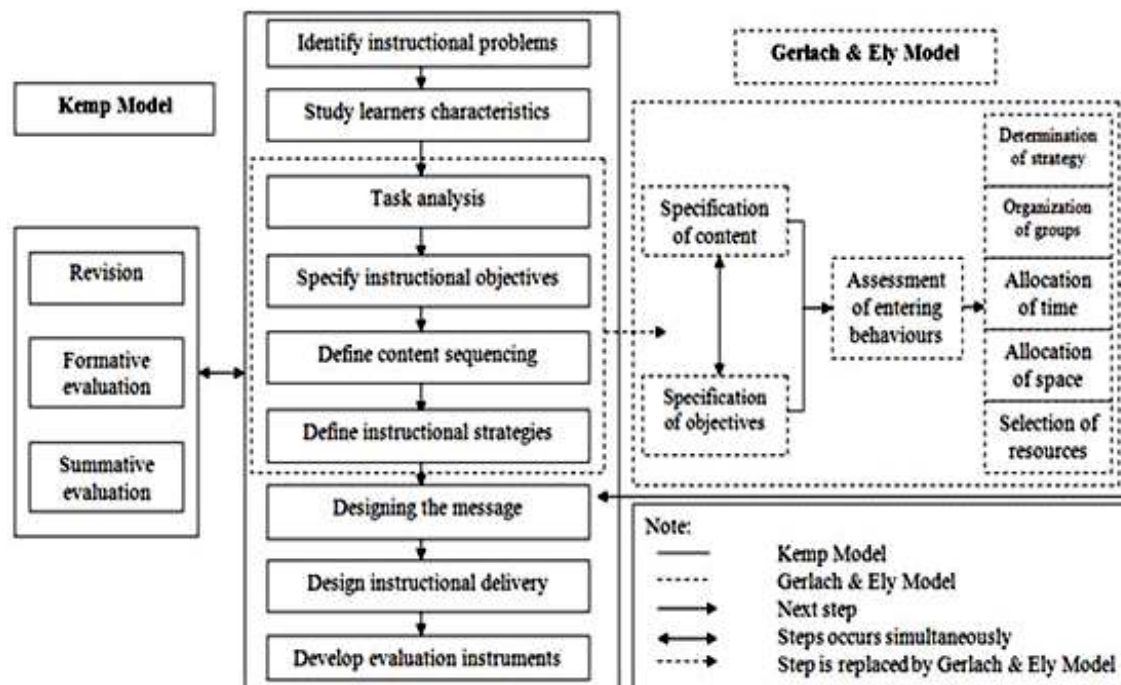 Kemp Model
Revision
Formative
evaluation
Summative
evaluation
Identify instructional problems
Study learners characteristics
Task analysis
Specify instructional objectives
Define content sequencing
Define instructional strategies
Designing the message
Design instructional delivery
Develop evaluation instruments
Gerlach & Ely Model
Specification
of content
Specification
of objectives
Assessment
of entering
behaviours
Determination
of strategy
Organization
of groups
Allocation
of time
Allocation
of space
Selection of
resources
Note:
Kemp Model
Gerlach & Ely Model
Next step
Steps occurs simultaneously
Step is replaced by Gerlach & Ely Model